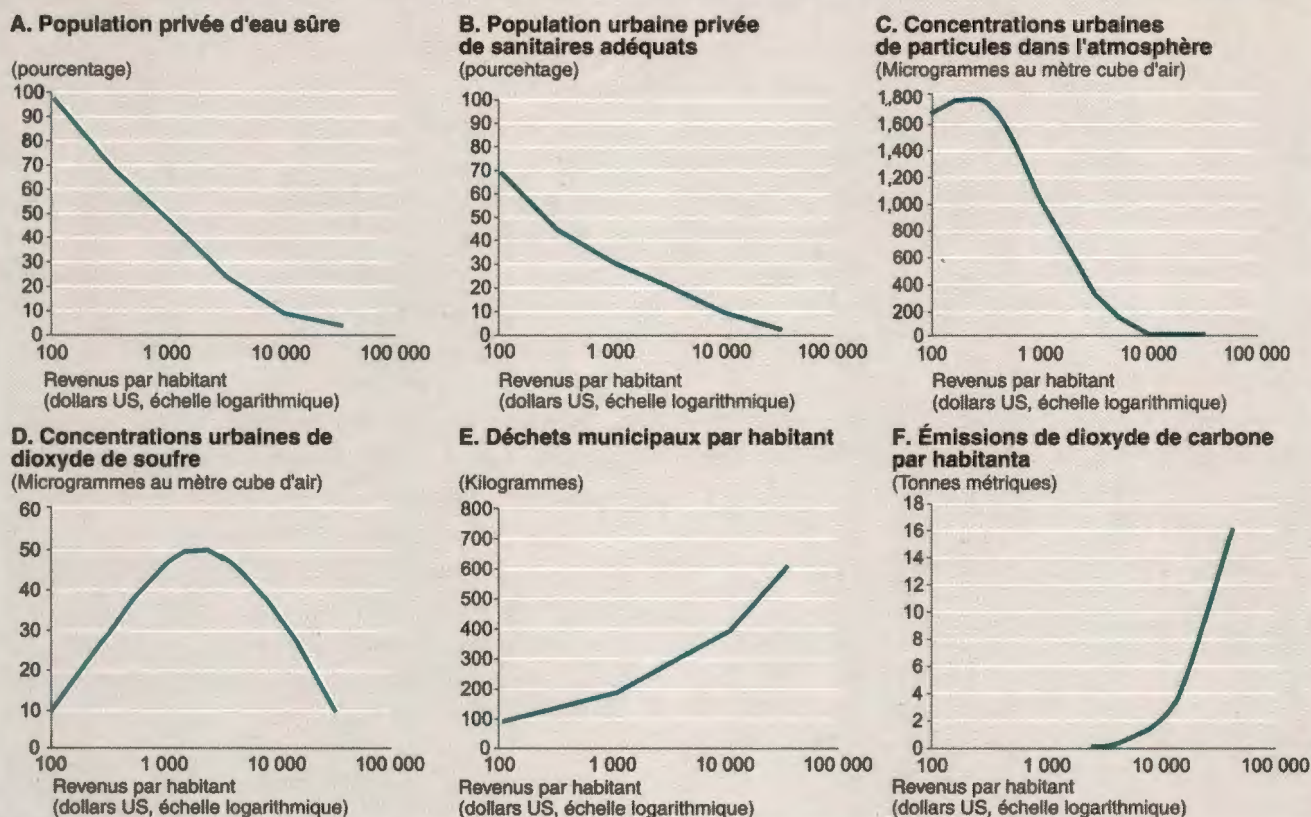 A. Population privée d'eau sûre
(pourcentage)
100
90
80
70
60
50
40
30
20
10
0
100 1 000 10 000 100 000
Revenus par habitant
(dollars US, échelle logarithmique)
B. Population urbaine privée
de sanitaires adéquats
(pourcentage)
100
90
80
70
60
50
40
30
20
10
0
100 1 000 10 000 100 000
Revenus par habitant
(dollars US, échelle logarithmique)
C. Concentrations urbaines
de particules dans l'atmosphère
(Microgrammes au mètre cube d'air)
1,800
1,600
1,400
1,200
1,000
800
600
400
200
0
100 1 000 10 000 100 000
Revenus par habitant
(dollars US, échelle logarithmique)
D. Concentrations urbaines de
dioxyde de soufre
(Microgrammes au mètre cube d'air)
60
50
40
30
20
10
0
100 1 000 10 000 100 000
Revenus par habitant
(dollars US, échelle logarithmique)
E. Déchets municipaux par habitant
(Kilogrammes)
800
700
600
400
300
200
100
0
100 1 000 10 000 100 000
Revenus par habitant
(dollars US, échelle logarithmique)
F. Émissions de dioxyde de carbone
par habitanta
(Tonnes métriques)
18
16
14
12
10
8
6
4
2
0
100 1 000 10 000 100 000
Revenus par habitant
(dollars US, échelle logarithmique)